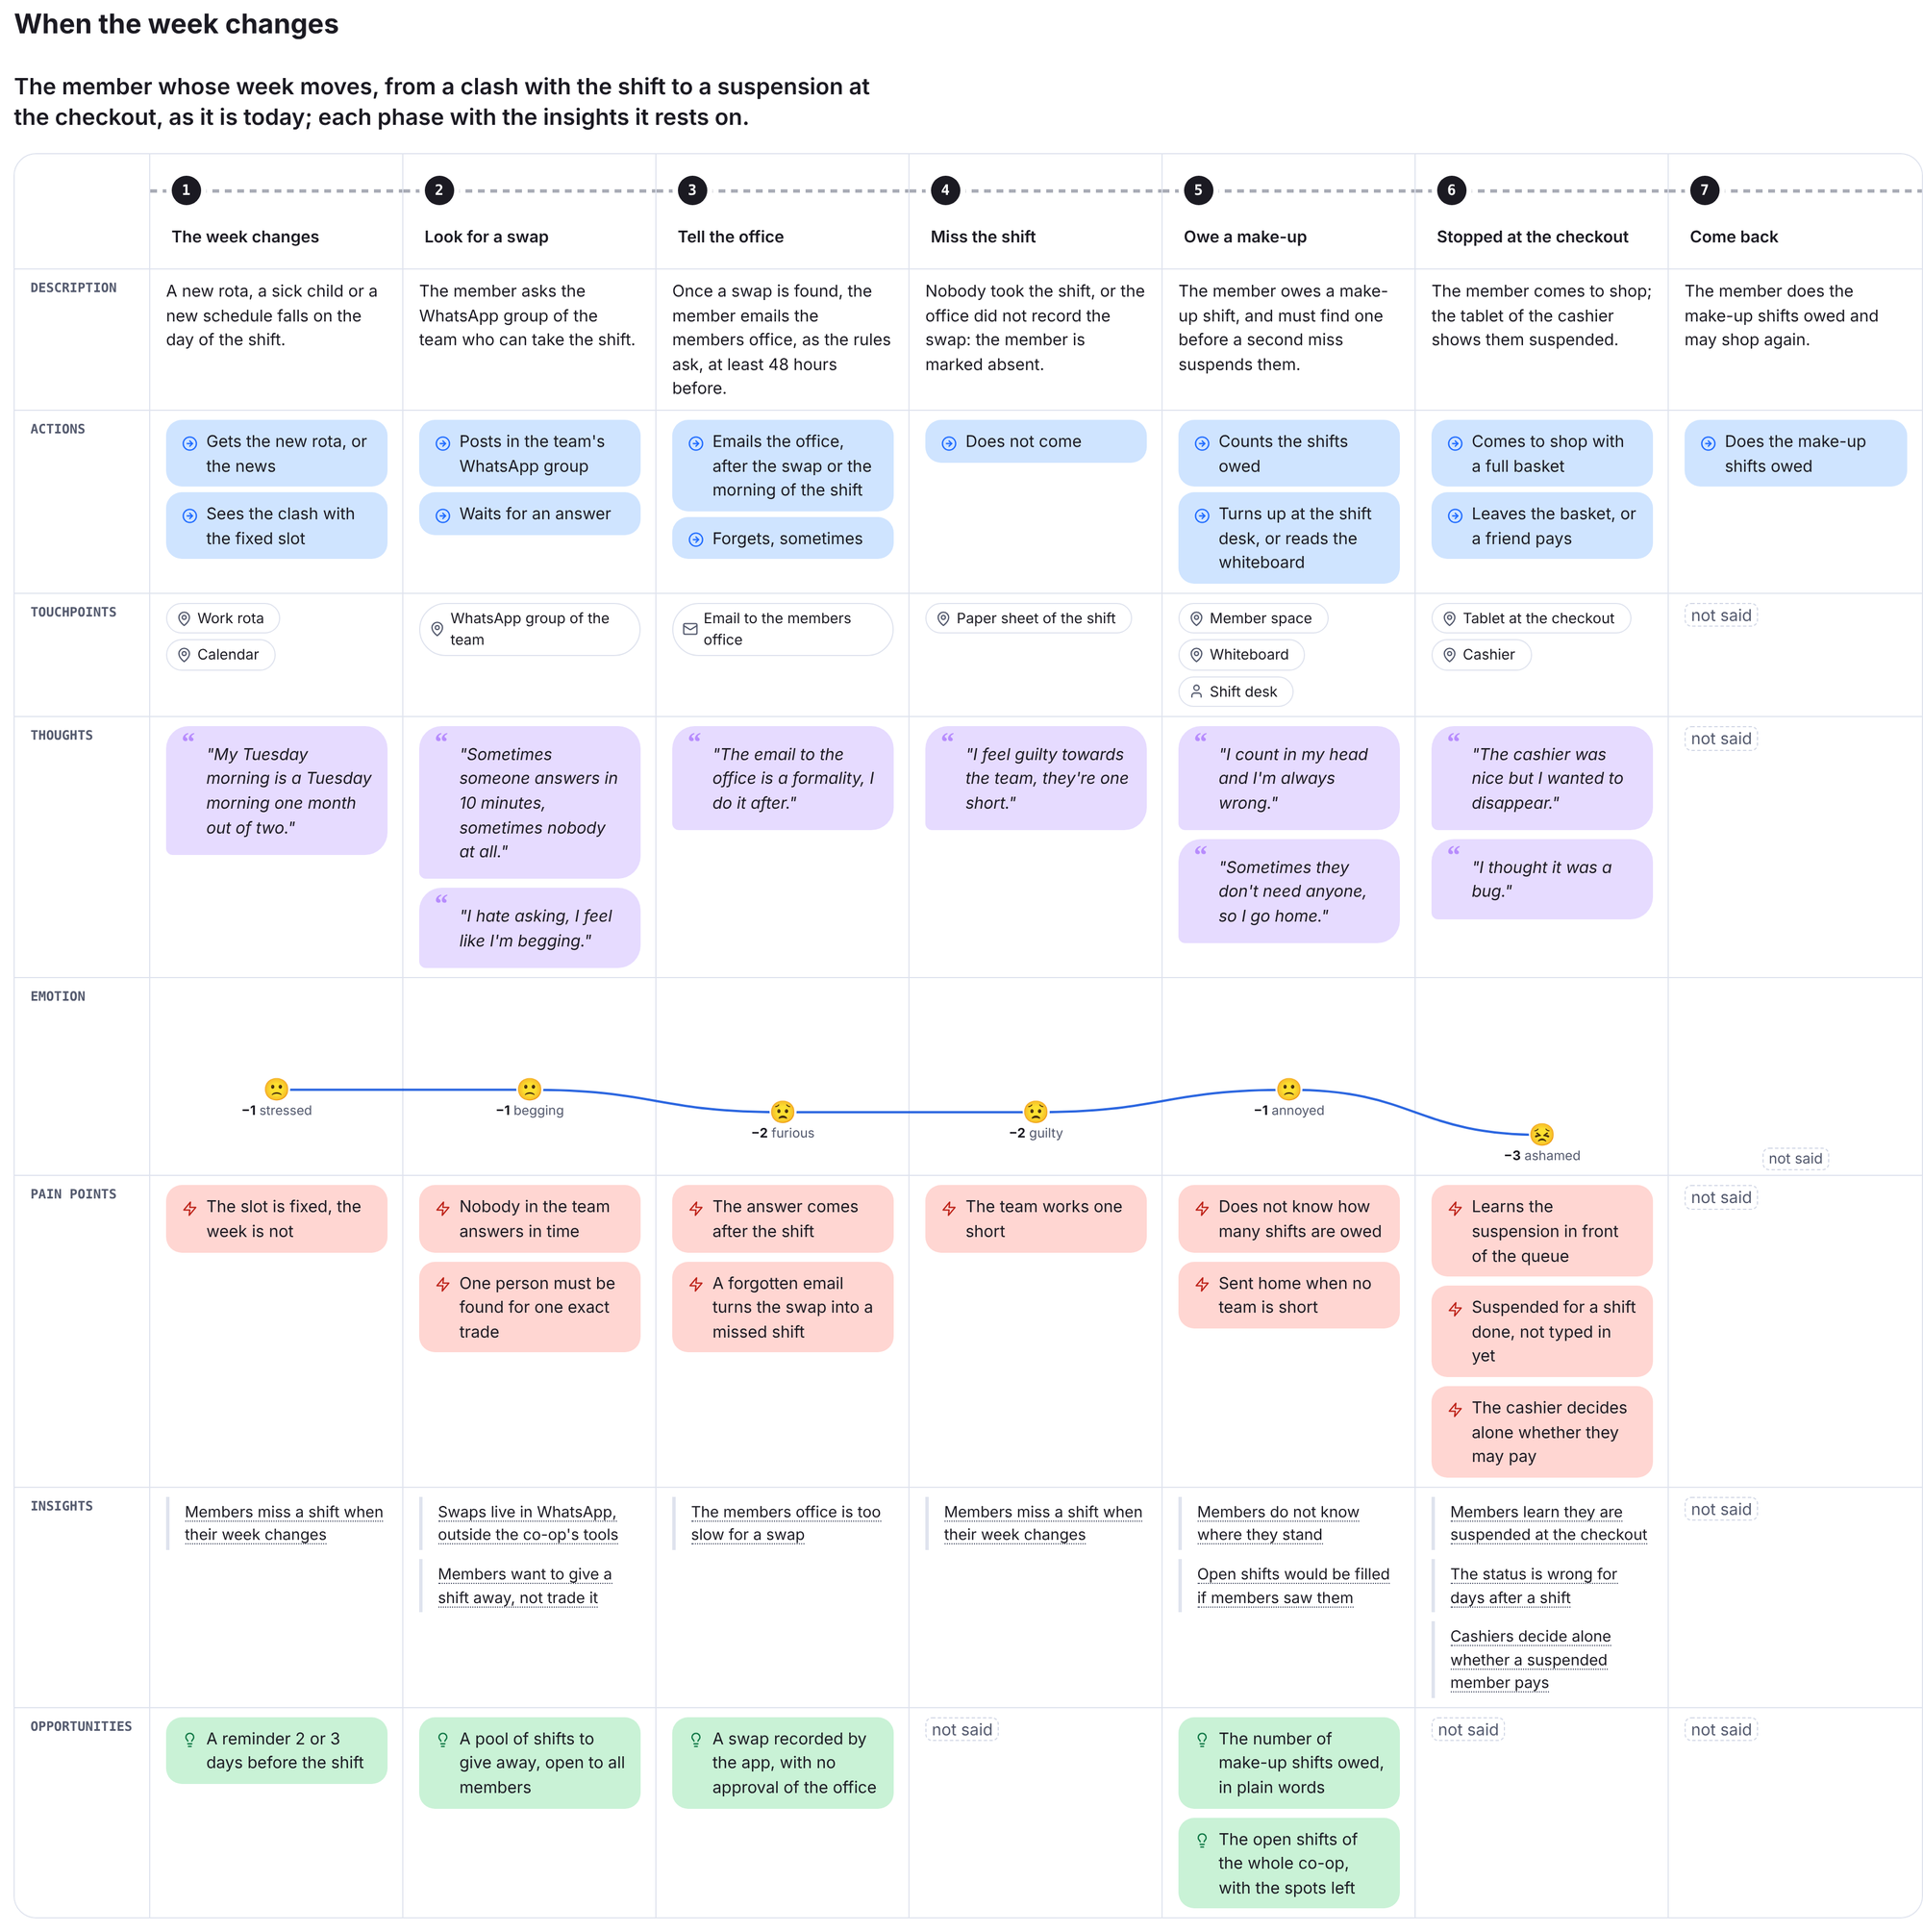 When the week changes
The member whose week moves, from a clash with the shift to a suspension at
the checkout, as it is today; each phase with the insights it rests on.
1
2
3
4
5
6
7
The week changes
Look for a swap
Tell the office
Miss the shift
Owe a make-up
Stopped at the checkout
Come back
DESCRIPTION
A new rota, a sick child or a
new schedule falls on the
day of the shift.
The member asks the
WhatsApp group of the
team who can take the shift.
Once a swap is found, the
member emails the
members office, as the rules
ask, at least 48 hours
before.
Nobody took the shift, or the
office did not record the
swap: the member is
marked absent.
The member owes a make-
up shift, and must find one
before a second miss
suspends them.
The member comes to shop;
the tablet of the cashier
shows them suspended.
The member does the
make-up shifts owed and
may shop again.
ACTIONS
Gets the new rota, or
the news
Sees the clash with
the fixed slot
Posts in the team's
WhatsApp group
Waits for an answer
Emails the office,
after the swap or the
morning of the shift
Forgets, sometimes
Does not come
Counts the shifts
owed
Turns up at the shift
desk, or reads the
whiteboard
Comes to shop with
a full basket
Leaves the basket, or
a friend pays
Does the make-up
shifts owed
TOUCHPOINTS
Work rota
Calendar
WhatsApp group of the
team
Email to the members
office
Paper sheet of the shift
Member space
Whiteboard
Shift desk
Tablet at the checkout
Cashier
not said
THOUGHTS
"My Tuesday
morning is a Tuesday
morning one month
out of two."
"Sometimes
someone answers in
10 minutes,
sometimes nobody
at all."
"I hate asking, I feel
like I'm begging."
"The email to the
office is a formality, I
do it after."
"I feel guilty towards
the team, they're one
short."
"I count in my head
and I'm always
wrong."
"Sometimes they
don't need anyone,
so I go home."
"The cashier was
nice but I wanted to
disappear."
"I thought it was a
bug."
not said
EMOTION
−1 stressed
−1 begging
−2 furious
−2 guilty
−1 annoyed
−3 ashamed
not said
PAIN POINTS
The slot is fixed, the
week is not
Nobody in the team
answers in time
One person must be
found for one exact
trade
The answer comes
after the shift
A forgotten email
turns the swap into a
missed shift
The team works one
short
Does not know how
many shifts are owed
Sent home when no
team is short
Learns the
suspension in front
of the queue
Suspended for a shift
done, not typed in
yet
The cashier decides
alone whether they
may pay
not said
INSIGHTS
Members miss a shift when
their week changes
Swaps live in WhatsApp,
outside the co-op's tools
Members want to give a
shift away, not trade it
The members office is too
slow for a swap
Members miss a shift when
their week changes
Members do not know
where they stand
Open shifts would be filled
if members saw them
Members learn they are
suspended at the checkout
The status is wrong for
days after a shift
Cashiers decide alone
whether a suspended
member pays
not said
OPPORTUNITIES
A reminder 2 or 3
days before the shift
A pool of shifts to
give away, open to all
members
A swap recorded by
the app, with no
approval of the office
not said
The number of
make-up shifts owed,
in plain words
The open shifts of
the whole co-op,
with the spots left
not said
not said